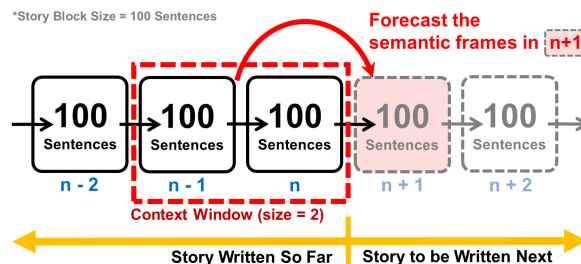 *Story Block Size = 100 Sentences
Forecast the
semantic frames in n+1
100 100 100 100 100
Sentences Sentences Sentences Sentences Sentences
n - 2 n - 1 n n + 1 n + 2
Context Window (size = 2)
Story Written So Far Story to be Written Next